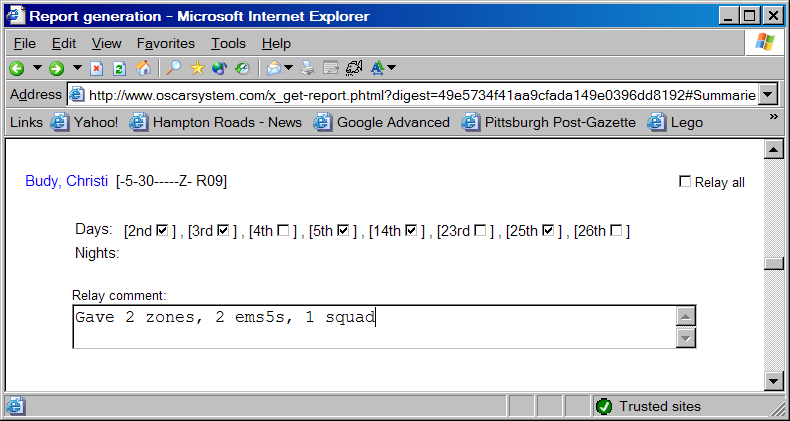 Report generation - Microsoft Internet Explorer
File Edit View Favorites Tools Help
Address http://www.oscarsystem.com/x_get-report.phtml?digest=49e5734f41aa9cfada149e0396dd8192#Summarie
Links Yahoo! Hampton Roads - News Google Advanced Pittsburgh Post-Gazette Lego »
Budy, Christi [-5-30-----Z- R09] Relay all
Days: [2nd ] , [3rd ] , [4th ] , [5th ] , [14th ] , [23rd ] , [25th ] , [26th ]
Nights:
Relay comment:
Gave 2 zones, 2 ems5s, 1 squad
Trusted sites